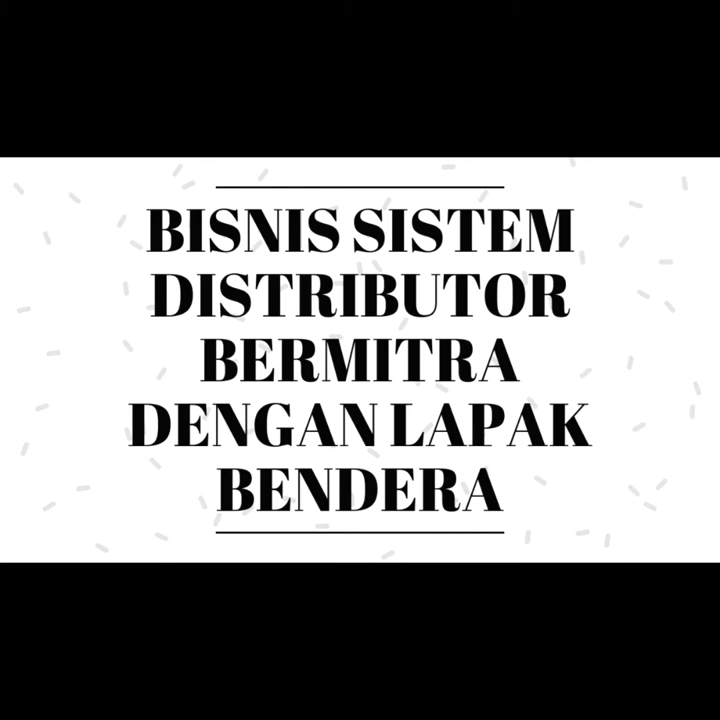 BISNIS SISTEM
DISTRIBUTOR
BERMITRA
DENGAN LAPAK
BENDERA